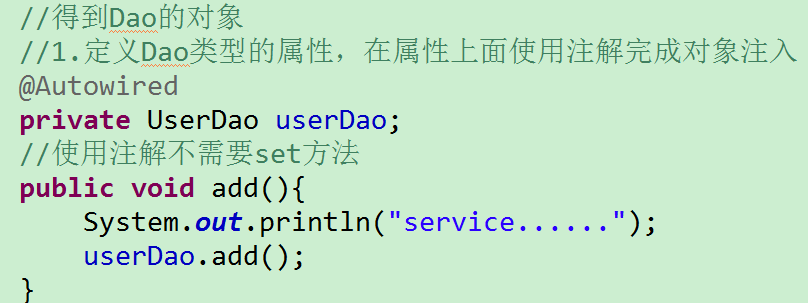 //得到Dao的对象
//1.定义Dao类型的属性，在属性上面使用注解完成对象注入
@Autowired
private UserDao userDao;
//使用注解不需要set方法
public void add(){
    System.out.println("service......");
    userDao.add();
}